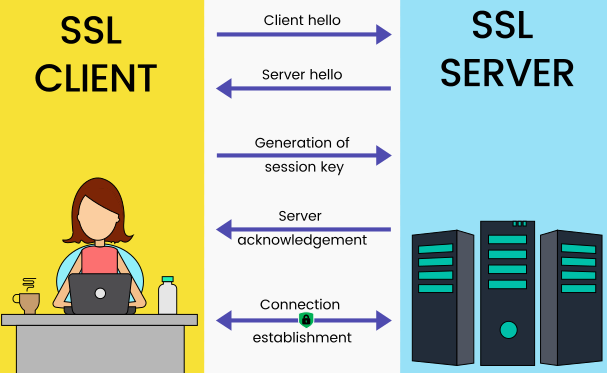 SSL
CLIENT
Client hello
Server hello
Generation of
session key
Server
acknowledgement
Connection
establishment
SSL
SERVER